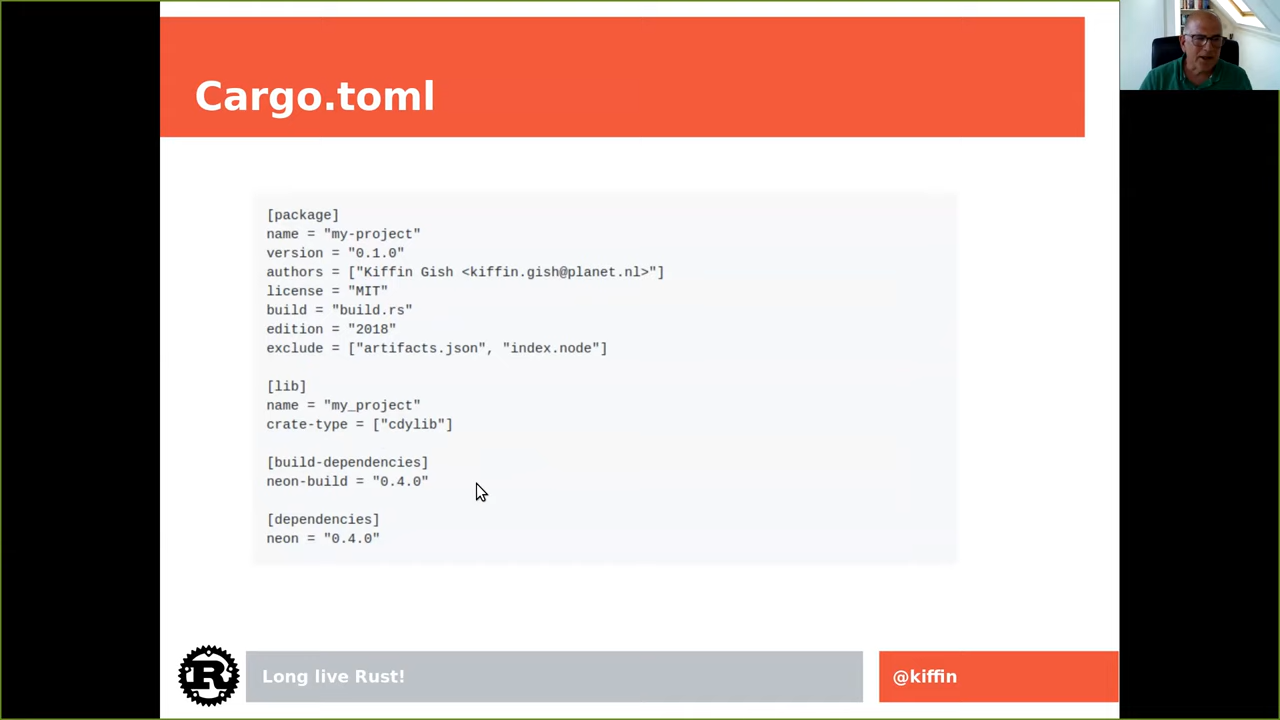 Cargo.toml
[package]
name = "my-project"
version = "0.1.0"
authors = ["Kiffin Gish <kiffin.gish@planet.nl>"]
license = "MIT"
build = "build.rs"
edition = "2018"
exclude = ["artifacts.json", "index.node"]
[lib]
name = "my_project"
crate-type = ["cdylib"]
[build-dependencies]
neon-build = "0.4.0"
[dependencies]
neon = "0.4.0"
R
Long live Rust!
@kiffin